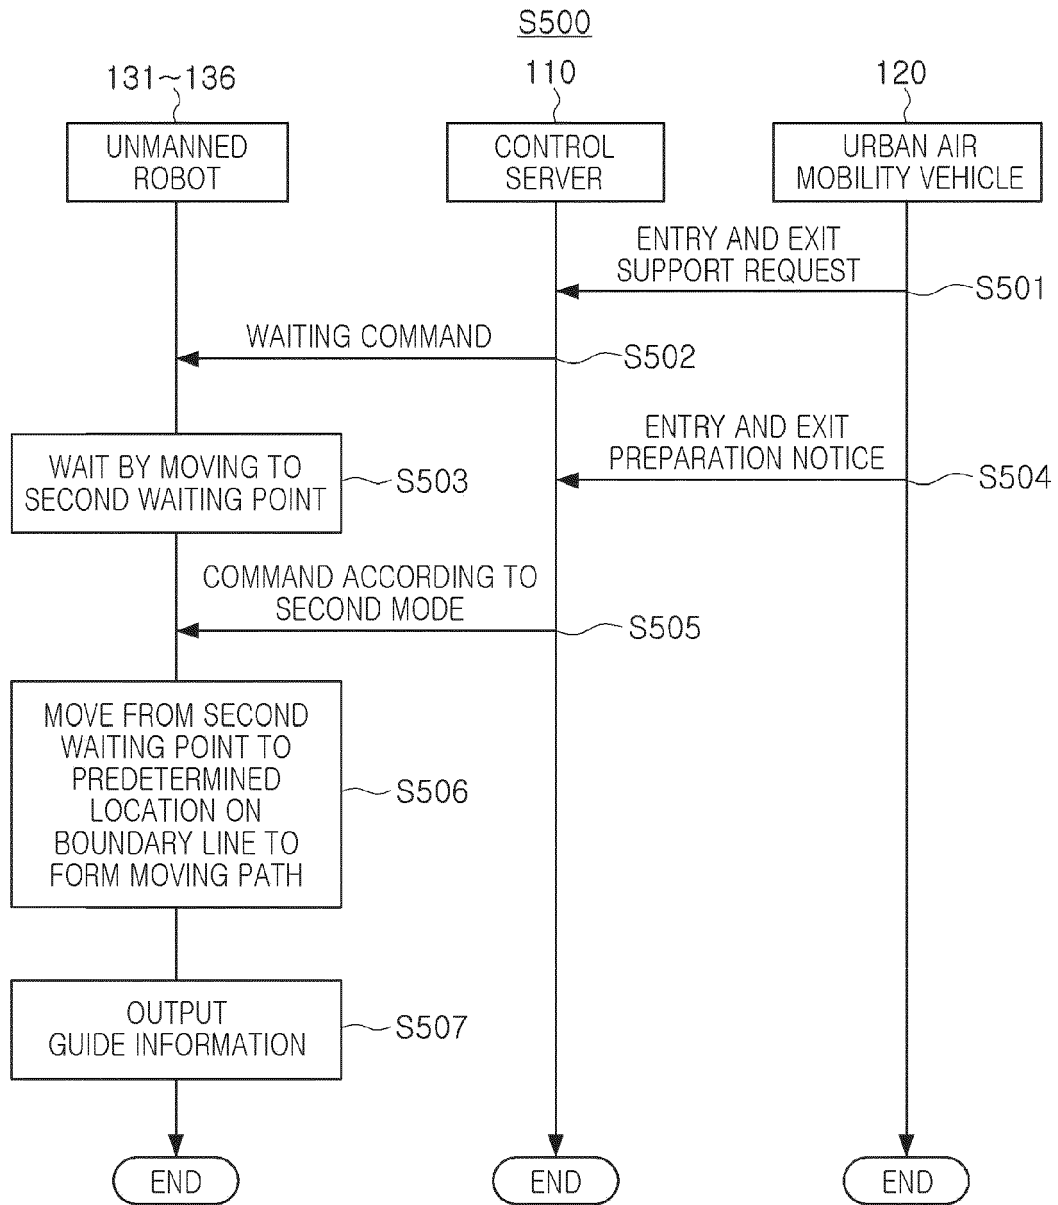 S500
131~136
110
120
UNMANNED
ROBOT
CONTROL
SERVER
URBAN AIR
MOBILITY VEHICLE
ENTRY AND EXIT
SUPPORT REQUEST
S501
WAITING COMMAND
S502
WAIT BY MOVING TO
SECOND WAITING POINT
S503
ENTRY AND EXIT
PREPARATION NOTICE
S504
COMMAND ACCORDING TO
SECOND MODE
S505
MOVE FROM SECOND
WAITING POINT TO
PREDETERMINED
LOCATION ON
BOUNDARY LINE TO
FORM MOVING PATH
S506
OUTPUT
GUIDE INFORMATION
S507
END
END
END